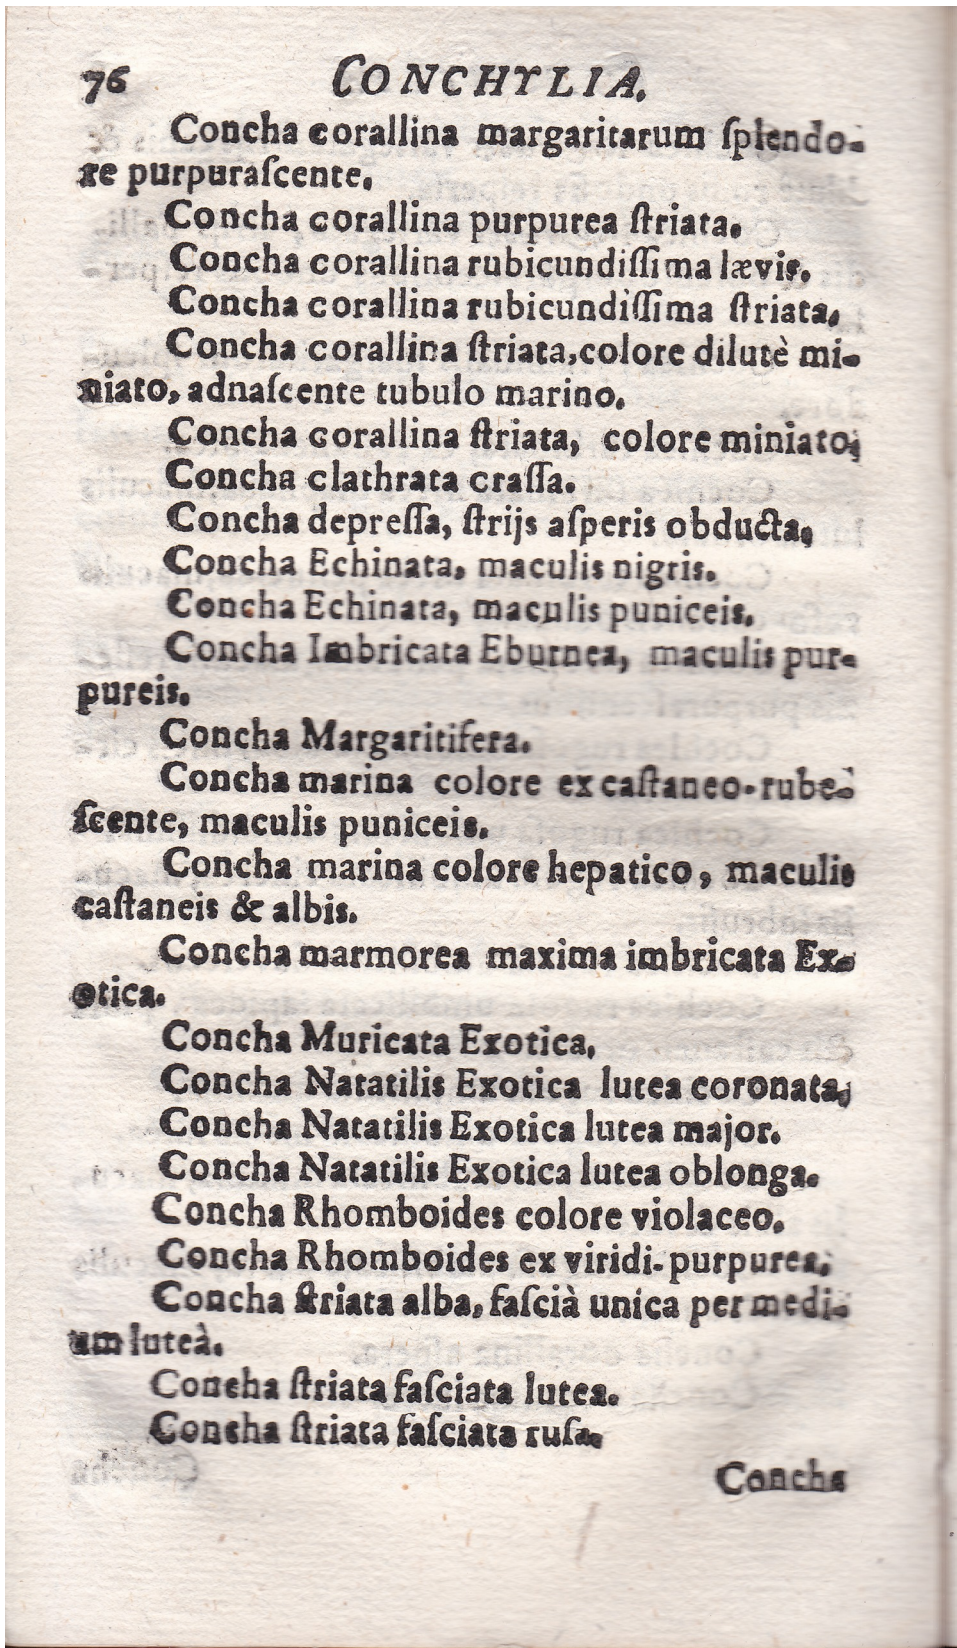 76 CONCHYLIA.
Concha corallina margaritarum ſplendo-
re purpuraſcente.
Concha corallina purpurea ſtriata.
Concha corallina rubicundiſſima lævis.
Concha corallina rubicundiſſima ſtriata.
Concha corallina ſtriata, colore dilutè mi-
niato, adnaſcente tubulo marino.
Concha corallina ſtriata, colore miniato.
Concha clathrata craſſa.
Concha depreſſa, ſtrijs aſperis obducta.
Concha Echinata, maculis nigris.
Concha Echinata, maculis puniceis.
Concha Imbricata Eburnea, maculis pur-
pureis.
Concha Margaritifera.
Concha marina colore ex caſtaneo-rube-
ſcente, maculis puniceis.
Concha marina colore hepatico, maculis
caſtaneis & albis.
Concha marmorea maxima imbricata Ex-
otica.
Concha Muricata Exotica.
Concha Natatilis Exotica lutea coronata.
Concha Natatilis Exotica lutea major.
Concha Natatilis Exotica lutea oblonga.
Concha Rhomboides colore violaceo.
Concha Rhomboides ex viridi-purpurea.
Concha ſtriata alba, faſcià unica per medi-
um luteà.
Concha ſtriata faſciata lutea.
Concha ſtriata faſciata rufa.
Concha